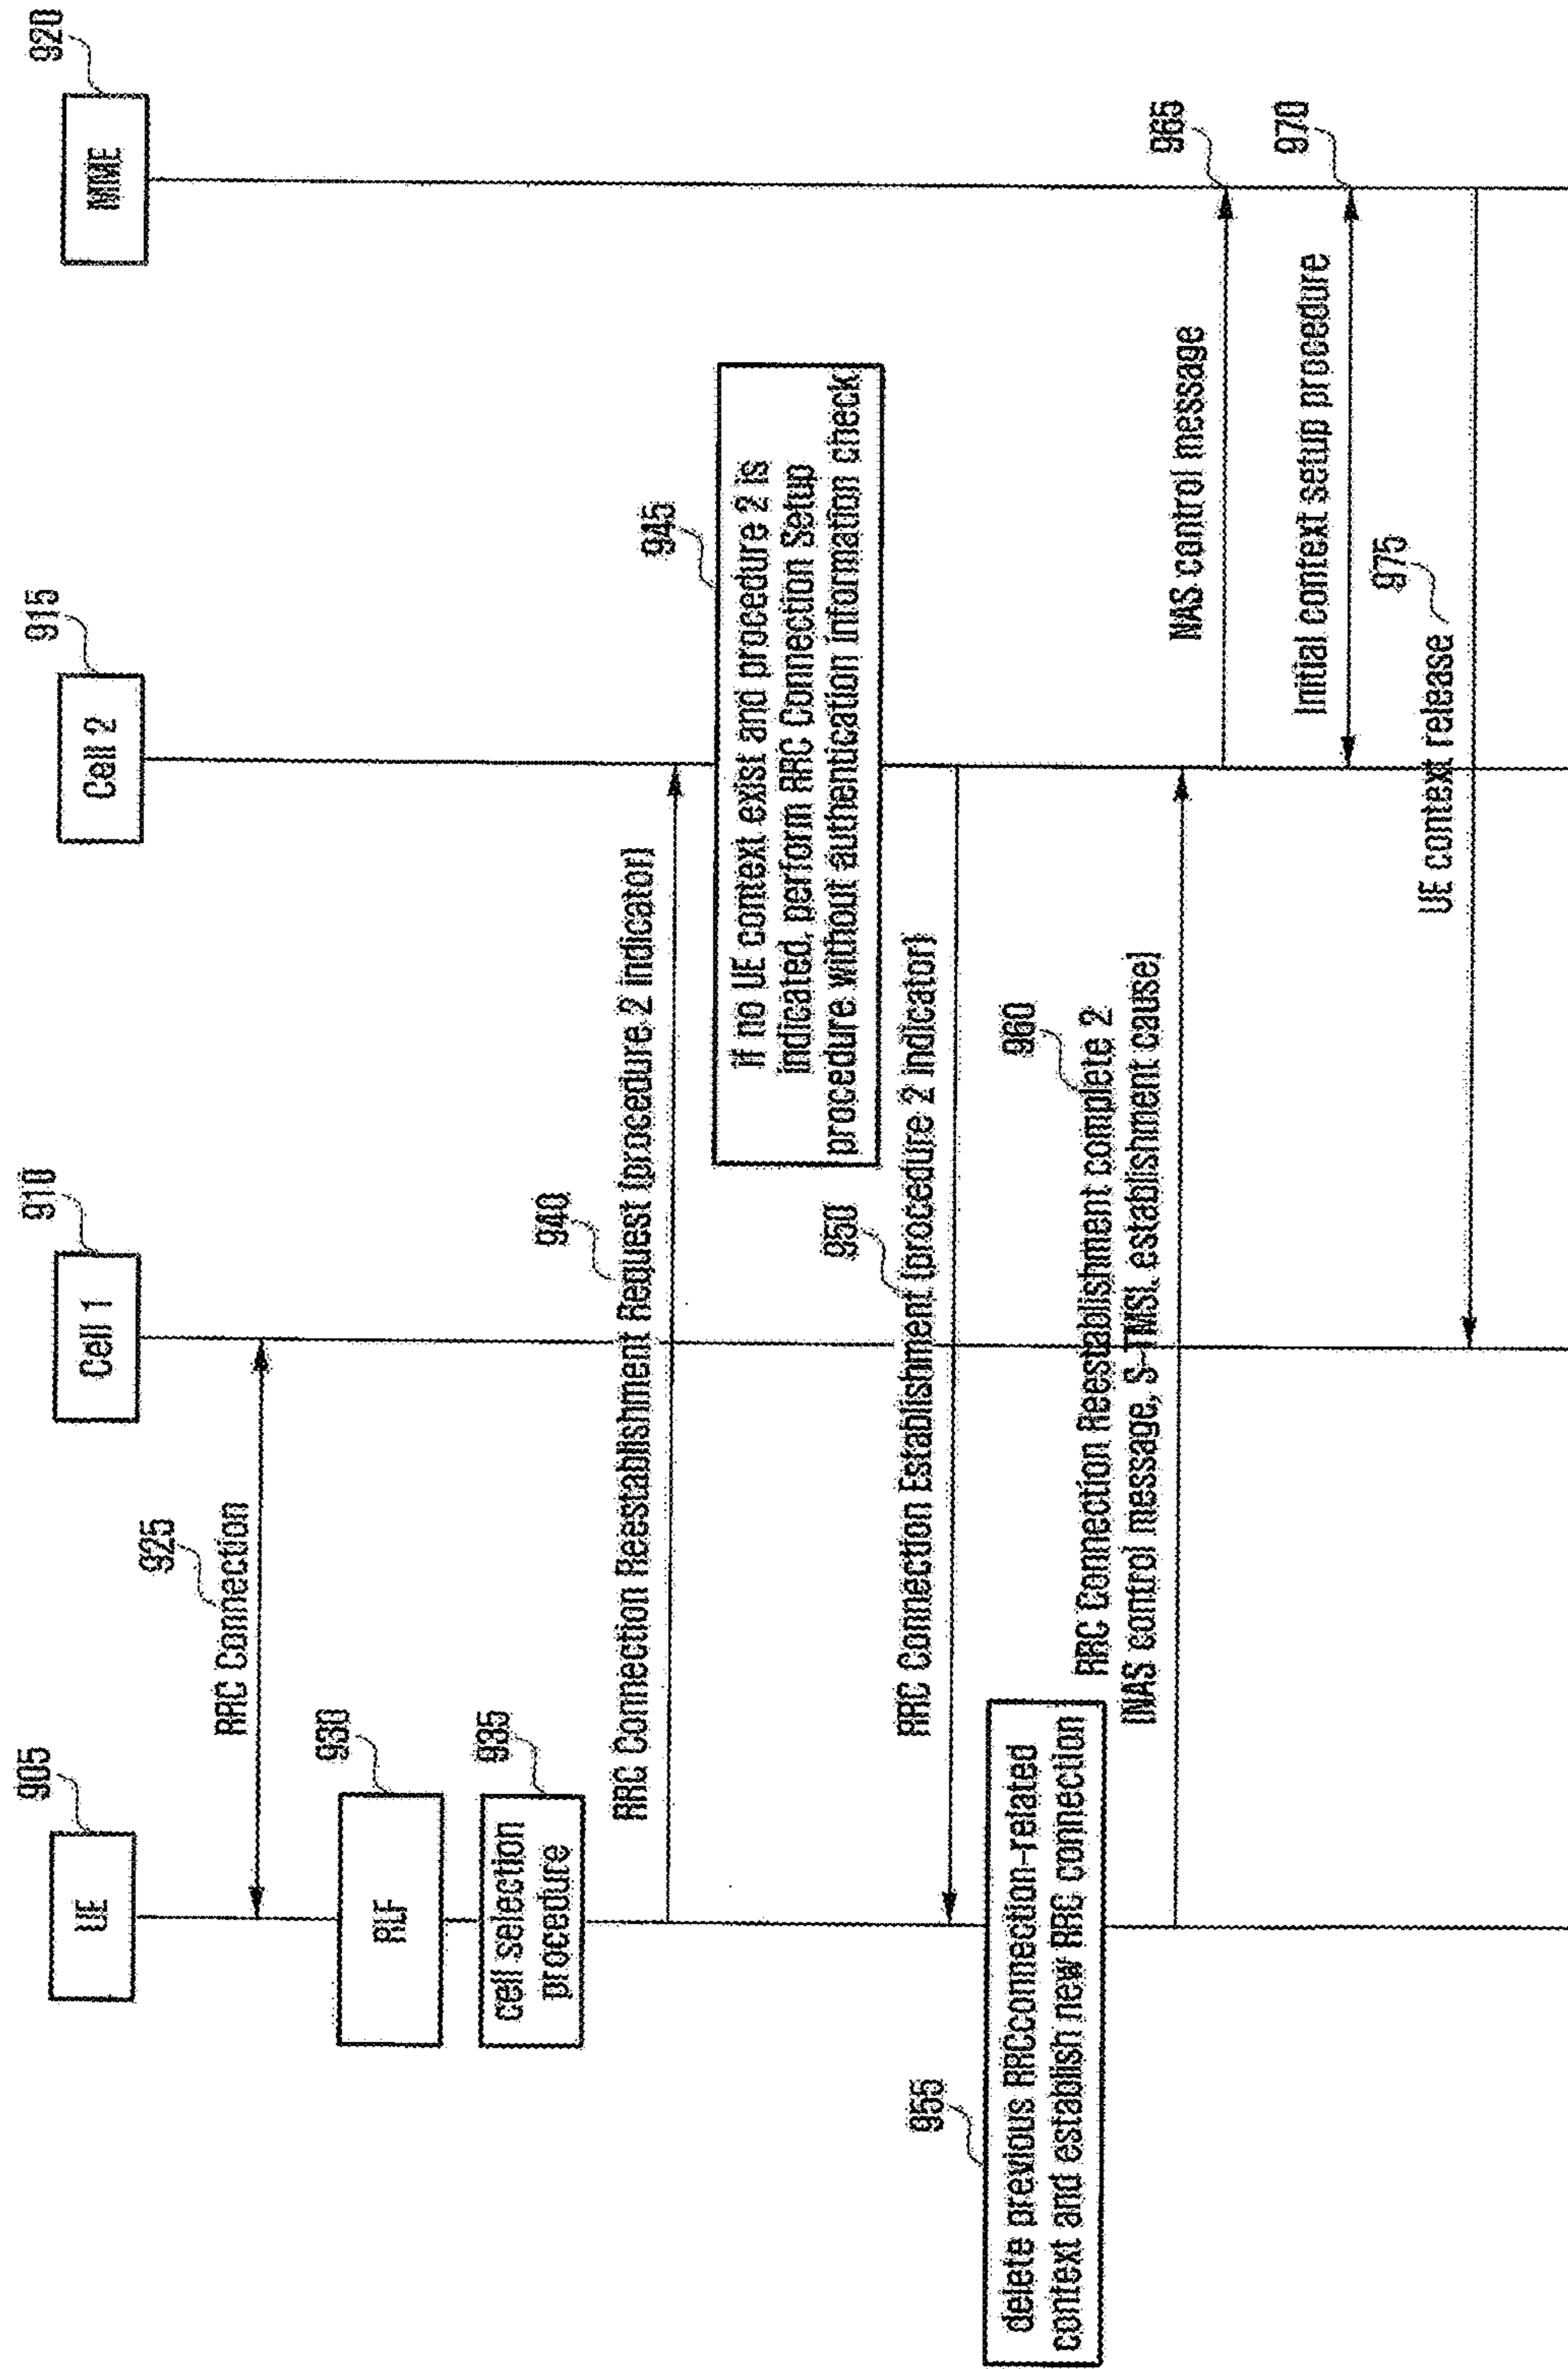 UE
905
Cell 1
910
Cell 2
915
MME
920
925
RRC Connection
RLF
930
cell selection
procedure
935
940
RRC Connection Reestablishment Request (procedure 2 indicator)
945
if no UE context exist and procedure 2 is
indicated, perform RRC Connection Setup
procedure without authentication information check
950
RRC Connection Establishment (procedure 2 indicator)
955
delete previous RRCconnection-related
context and establish new RRC connection
960
RRC Connection Reestablishment complete 2
(NAS control message, S-TMSI, establishment cause)
NAS control message
965
Initial context setup procedure
970
975
UE context release